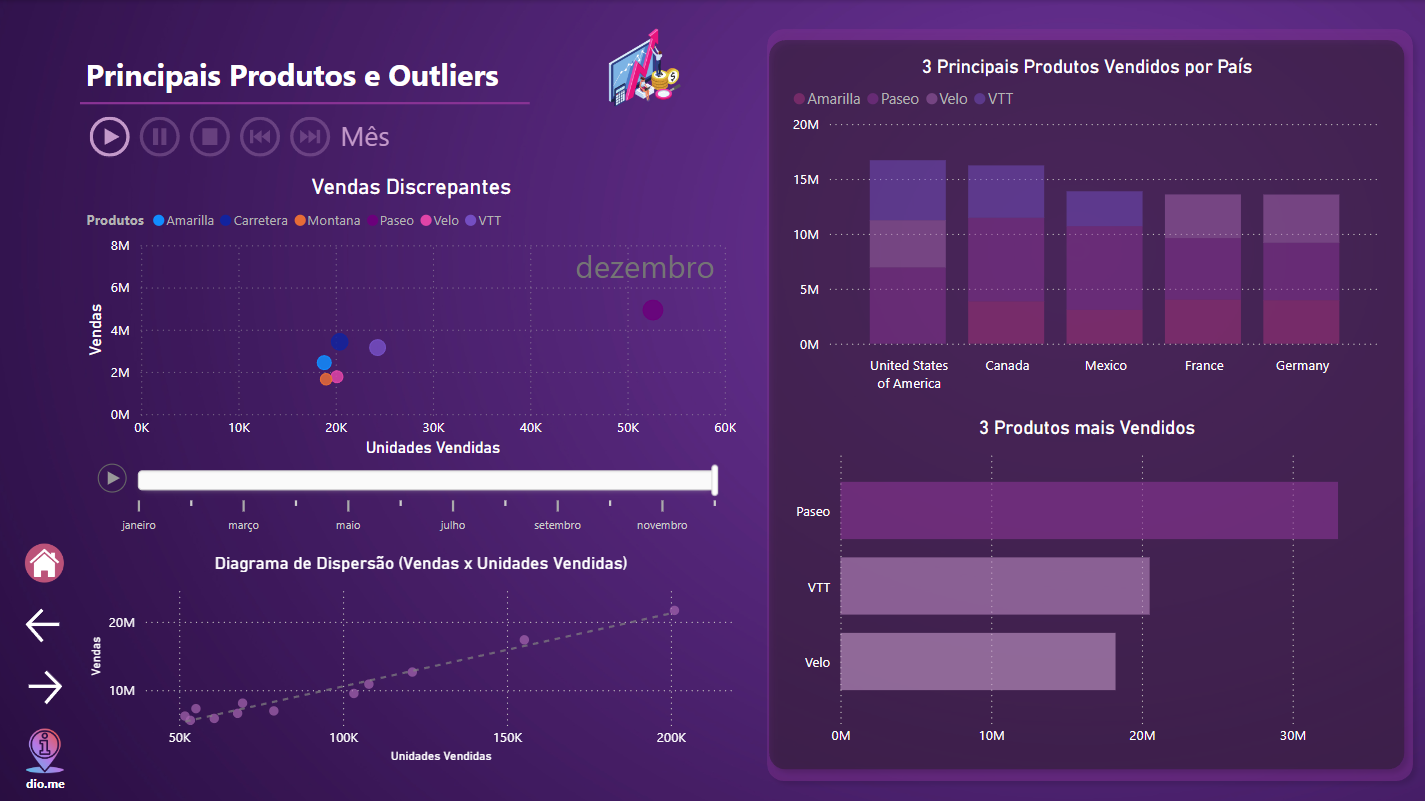 Principais Produtos e Outliers
Mês
Vendas Discrepantes
Produtos Amarilla Carretera Montana Paseo Velo VTT
8M
6M
4M
2M
0M
Vendas
dezembro
0K 10K 20K 30K 40K 50K 60K
Unidades Vendidas
janeiro março maio julho setembro novembro
Diagrama de Dispersão (Vendas x Unidades Vendidas)
20M
10M
Vendas
50K 100K 150K 200K
Unidades Vendidas
dio.me
3 Principais Produtos Vendidos por País
Amarilla Paseo Velo VTT
20M
15M
10M
5M
0M
United States
of America
Canada
Mexico
France
Germany
3 Produtos mais Vendidos
Paseo
VTT
Velo
0M 10M 20M 30M